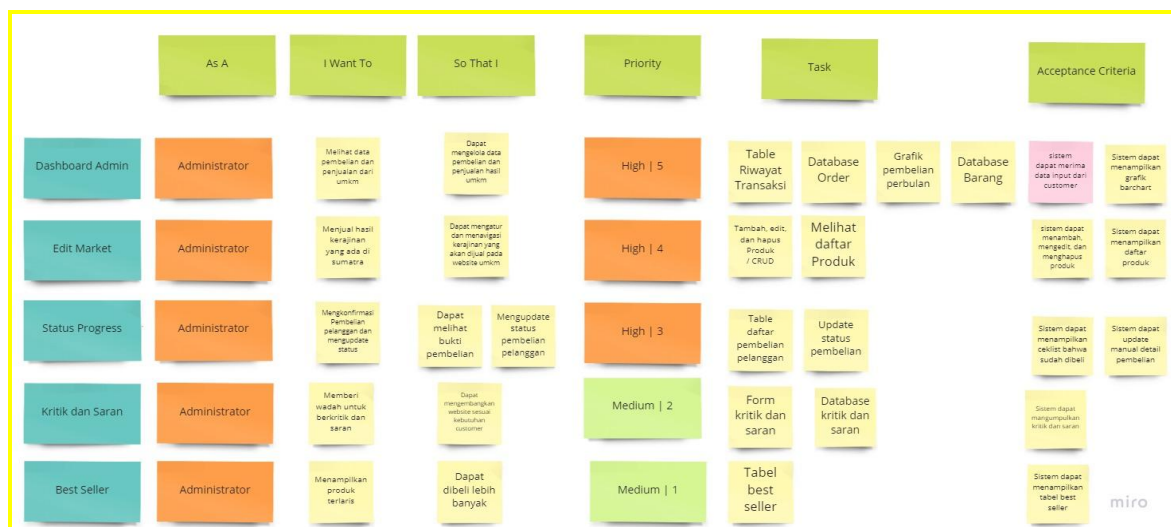 As A
I Want To
So That I
Priority
Task
Acceptance Criteria
Dashboard Admin
Administrator
Melihat data
pembelian dan
penjualan dari
umkm
Dapat
mengelola data
pembelian dan
penjualan hasil
umkm
High | 5
Table
Riwayat
Transaksi
Database
Order
Grafik
pembelian
perbulan
Database
Barang
sistem
dapat merima
data input dari
customer
Sistem dapat
menampilkan
grafik
barchart
Edit Market
Administrator
Menjual hasil
kerajinan
yang ada di
sumatra
Dapat mengatur
dan menavigasi
kerajinan yang
akan dijual pada
website umkm
High | 4
Tambah, edit,
dan hapus
Produk
/ CRUD
Melihat
daftar
Produk
sistem dapat
menambah,
mengedit, dan
menghapus
produk
Sistem dapat
menampilkan
daftar
produk
Status Progress
Administrator
Mengkonfirmasi
Pembelian
pelanggan dan
mengupdate
status
Dapat
melihat
bukti
pembelian
Mengupdate
status
pembelian
pelanggan
High | 3
Table
daftar
pembelian
pelanggan
Update
status
pembelian
Sistem dapat
menampilkan
ceklist bahwa
sudah dibeli
Sistem dapat
update
manual detail
pembelian
Kritik dan Saran
Administrator
Memberi
wadah untuk
berkritik dan
saran
Dapat
mengembangkan
website sesuai
kebutuhan
customer
Medium | 2
Form
kritik dan
saran
Database
kritik dan
saran
Sistem dapat
mangumpulkan
kritik dan saran
Best Seller
Administrator
Menampilkan
produk
terlaris
Dapat
dibeli lebih
banyak
Medium | 1
Tabel
best
seller
Sistem dapat
menampilkan
tabel best
seller
miro